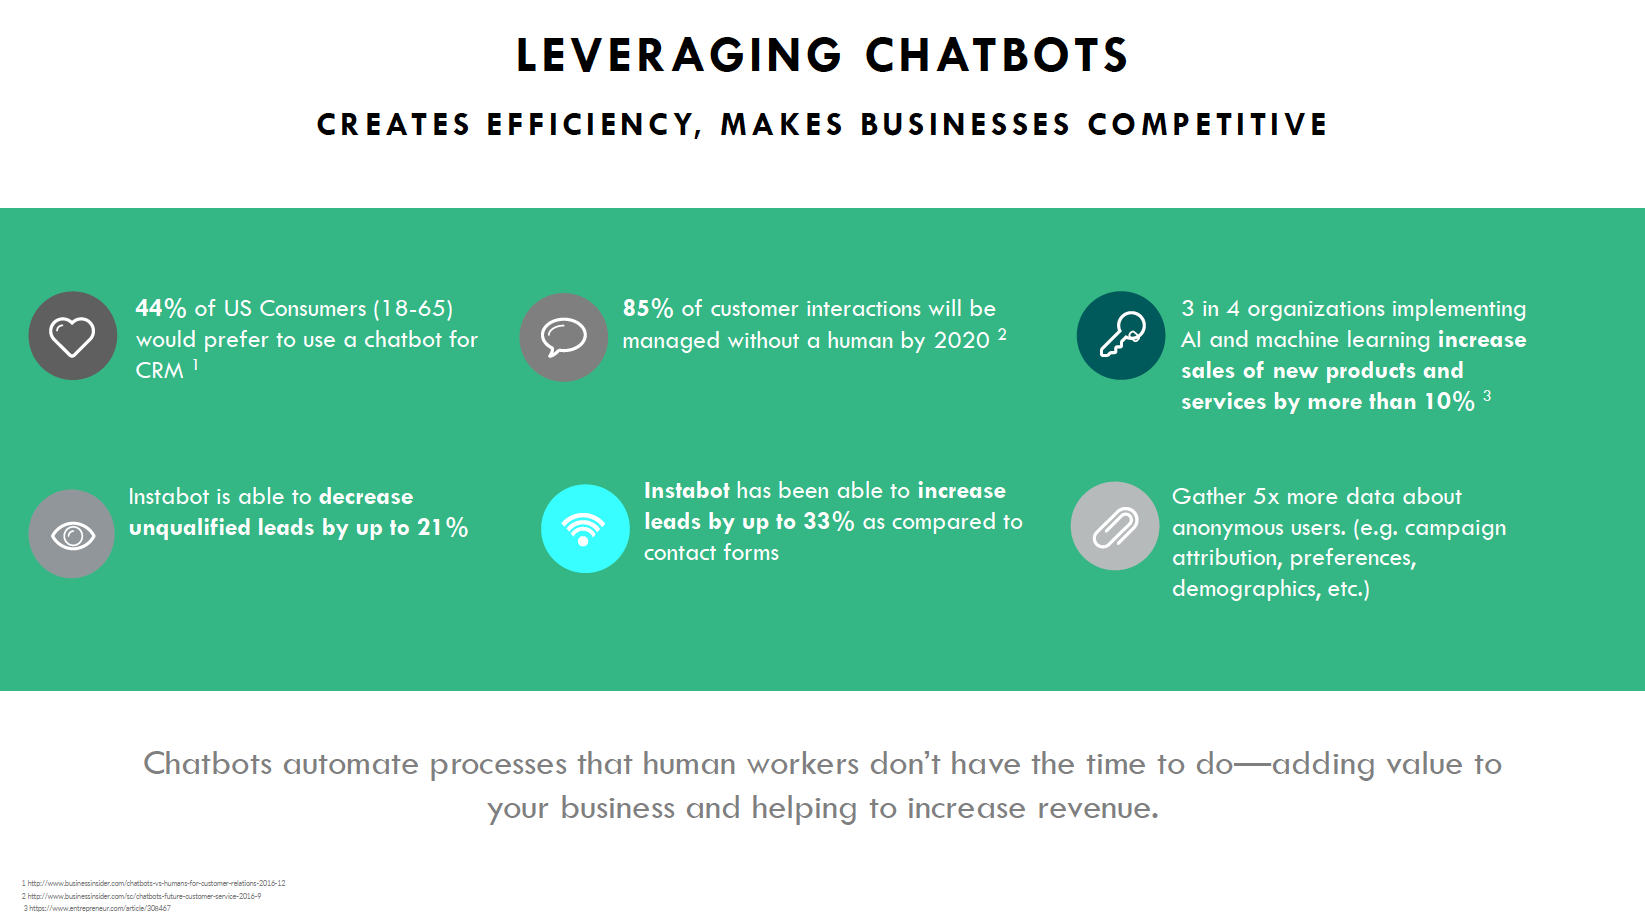 LEVERAGING CHATBOTS
CREATES EFFICIENCY, MAKES BUSINESSES COMPETITIVE
44% of US Consumers (18-65)
would prefer to use a chatbot for
CRM 1
85% of customer interactions will be
managed without a human by 2020 2
3 in 4 organizations implementing
AI and machine learning increase
sales of new products and
services by more than 10% 3
Instabot is able to decrease
unqualified leads by up to 21%
Instabot has been able to increase
leads by up to 33% as compared to
contact forms
Gather 5x more data about
anonymous users. (e.g. campaign
attribution, preferences,
demographics, etc.)
Chatbots automate processes that human workers don’t have the time to do—adding value to
your business and helping to increase revenue.
1 http://www.businessinsider.com/chatbots-vs-humans-for-customer-relations-2016-12
2 http://www.businessinsider.com/sc/chatbots-future-customer-service-2016-9
3 https://www.entrepreneur.com/article/308467